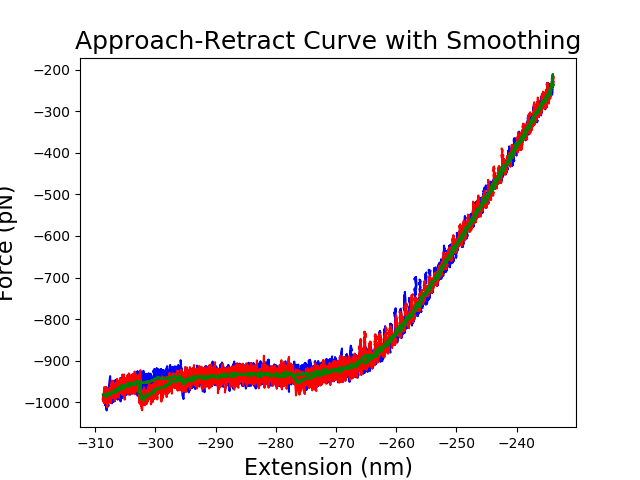 Approach-Retract Curve with Smoothing
Force (pN)
−200
−300
−400
−500
−600
−700
−800
−900
−1000
−310 −300 −290 −280 −270 −260 −250 −240
Extension (nm)